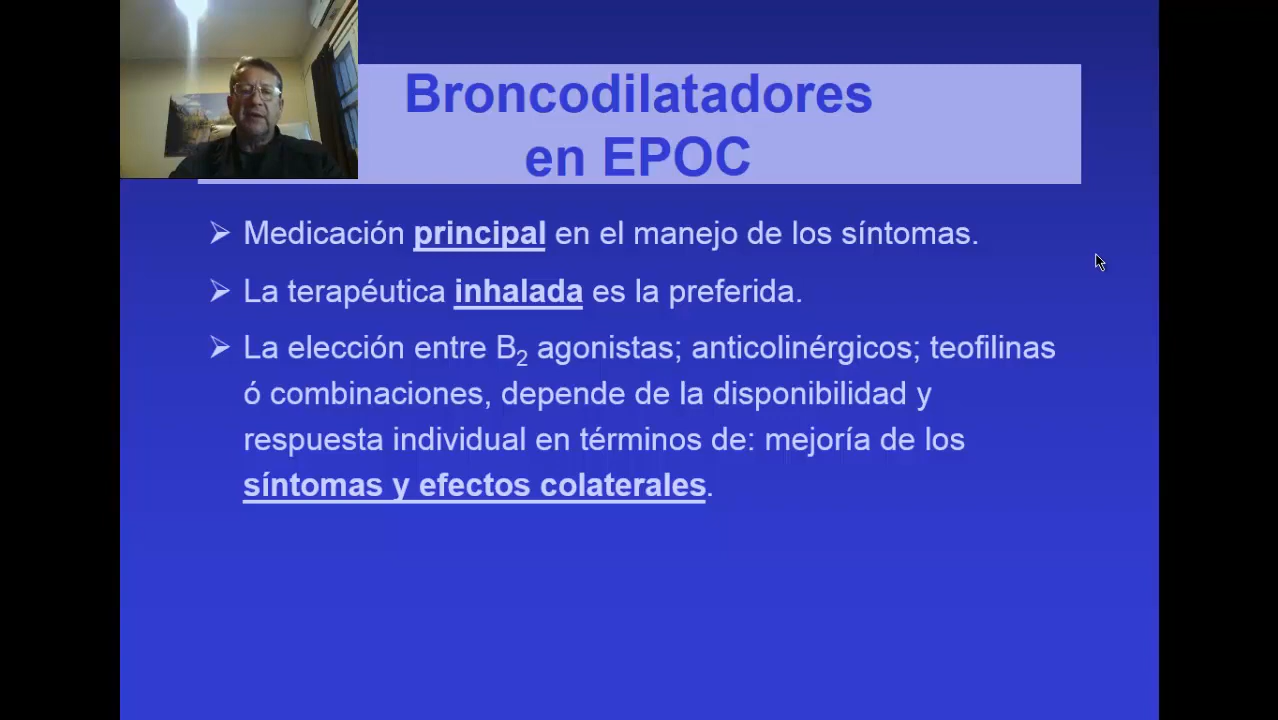 Broncodilatadores
en EPOC
Medicación principal en el manejo de los síntomas.
La terapéutica inhalada es la preferida.
La elección entre B2 agonistas; anticolinérgicos; teofilinas
ó combinaciones, depende de la disponibilidad y
respuesta individual en términos de: mejoría de los
síntomas y efectos colaterales.